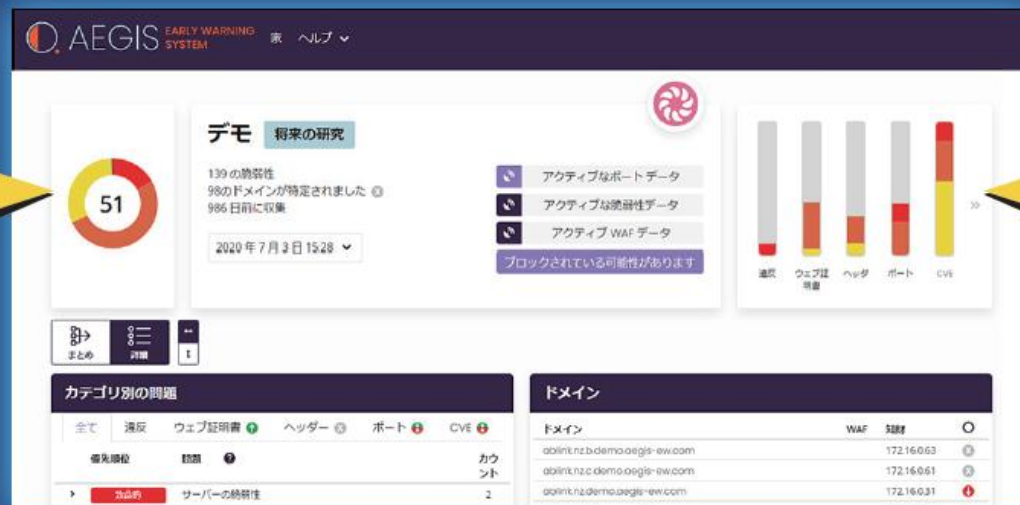 AEGIS EARLY WARNING SYSTEM 家 ヘルプ
51
デモ 将来の研究
139 の脆弱性
98のドメインが特定されました
986 日前に収集
2020 年 7 月 3 日 15:28
アクティブなポート データ
アクティブな脆弱性データ
アクティブ WAF データ
ブロックされている可能性があります
違反
ウェブ証明書
ヘッダ
ポート
CVE
まとめ
詳細
カテゴリ別の問題
全て 違反 ウェブ証明書 ヘッダー ポート CVE
優先順位 問題 カウント
サーバーの脆弱性 2
ドメイン
ドメイン WAF
ablink.nz.b.demo.aegis-ew.com 172.16.0.63
ablink.nz.c.demo.aegis-ew.com 172.16.0.61
ablink.nz.demo.aegis-ew.com 172.16.0.31